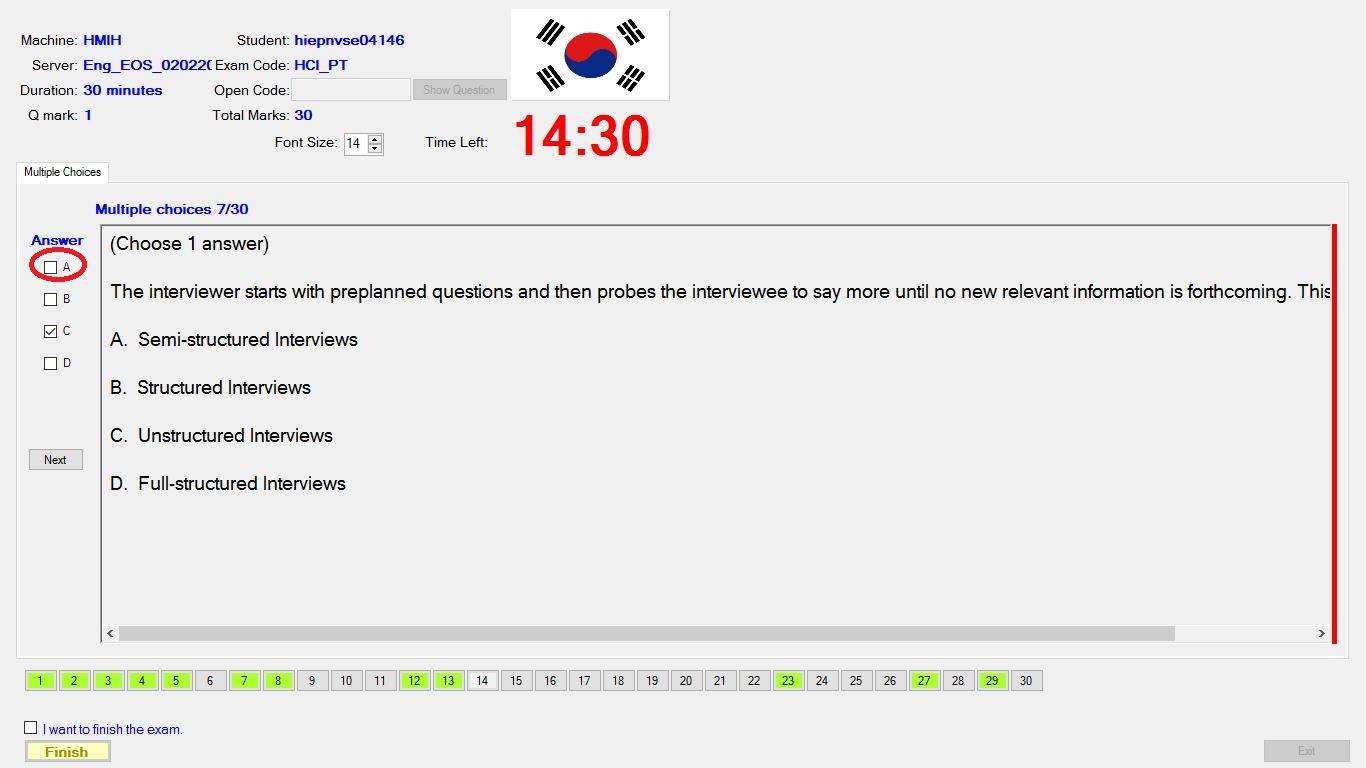 Machine: HMIH Student: hiepnvse04146
Server: Eng_EOS_02022( Exam Code: HCI_PT
Duration: 30 minutes Open Code: Show Question
Q mark: 1 Total Marks: 30
Font Size: 14 Time Left: 14:30
Multiple Choices
Multiple choices 7/30
Answer
A
B
C
D
Next
(Choose 1 answer)
The interviewer starts with preplanned questions and then probes the interviewee to say more until no new relevant information is forthcoming. This
A. Semi-structured Interviews
B. Structured Interviews
C. Unstructured Interviews
D. Full-structured Interviews
1 2 3 4 5 6 7 8 9 10 11 12 13 14 15 16 17 18 19 20 21 22 23 24 25 26 27 28 29 30
I want to finish the exam.
Finish Exit